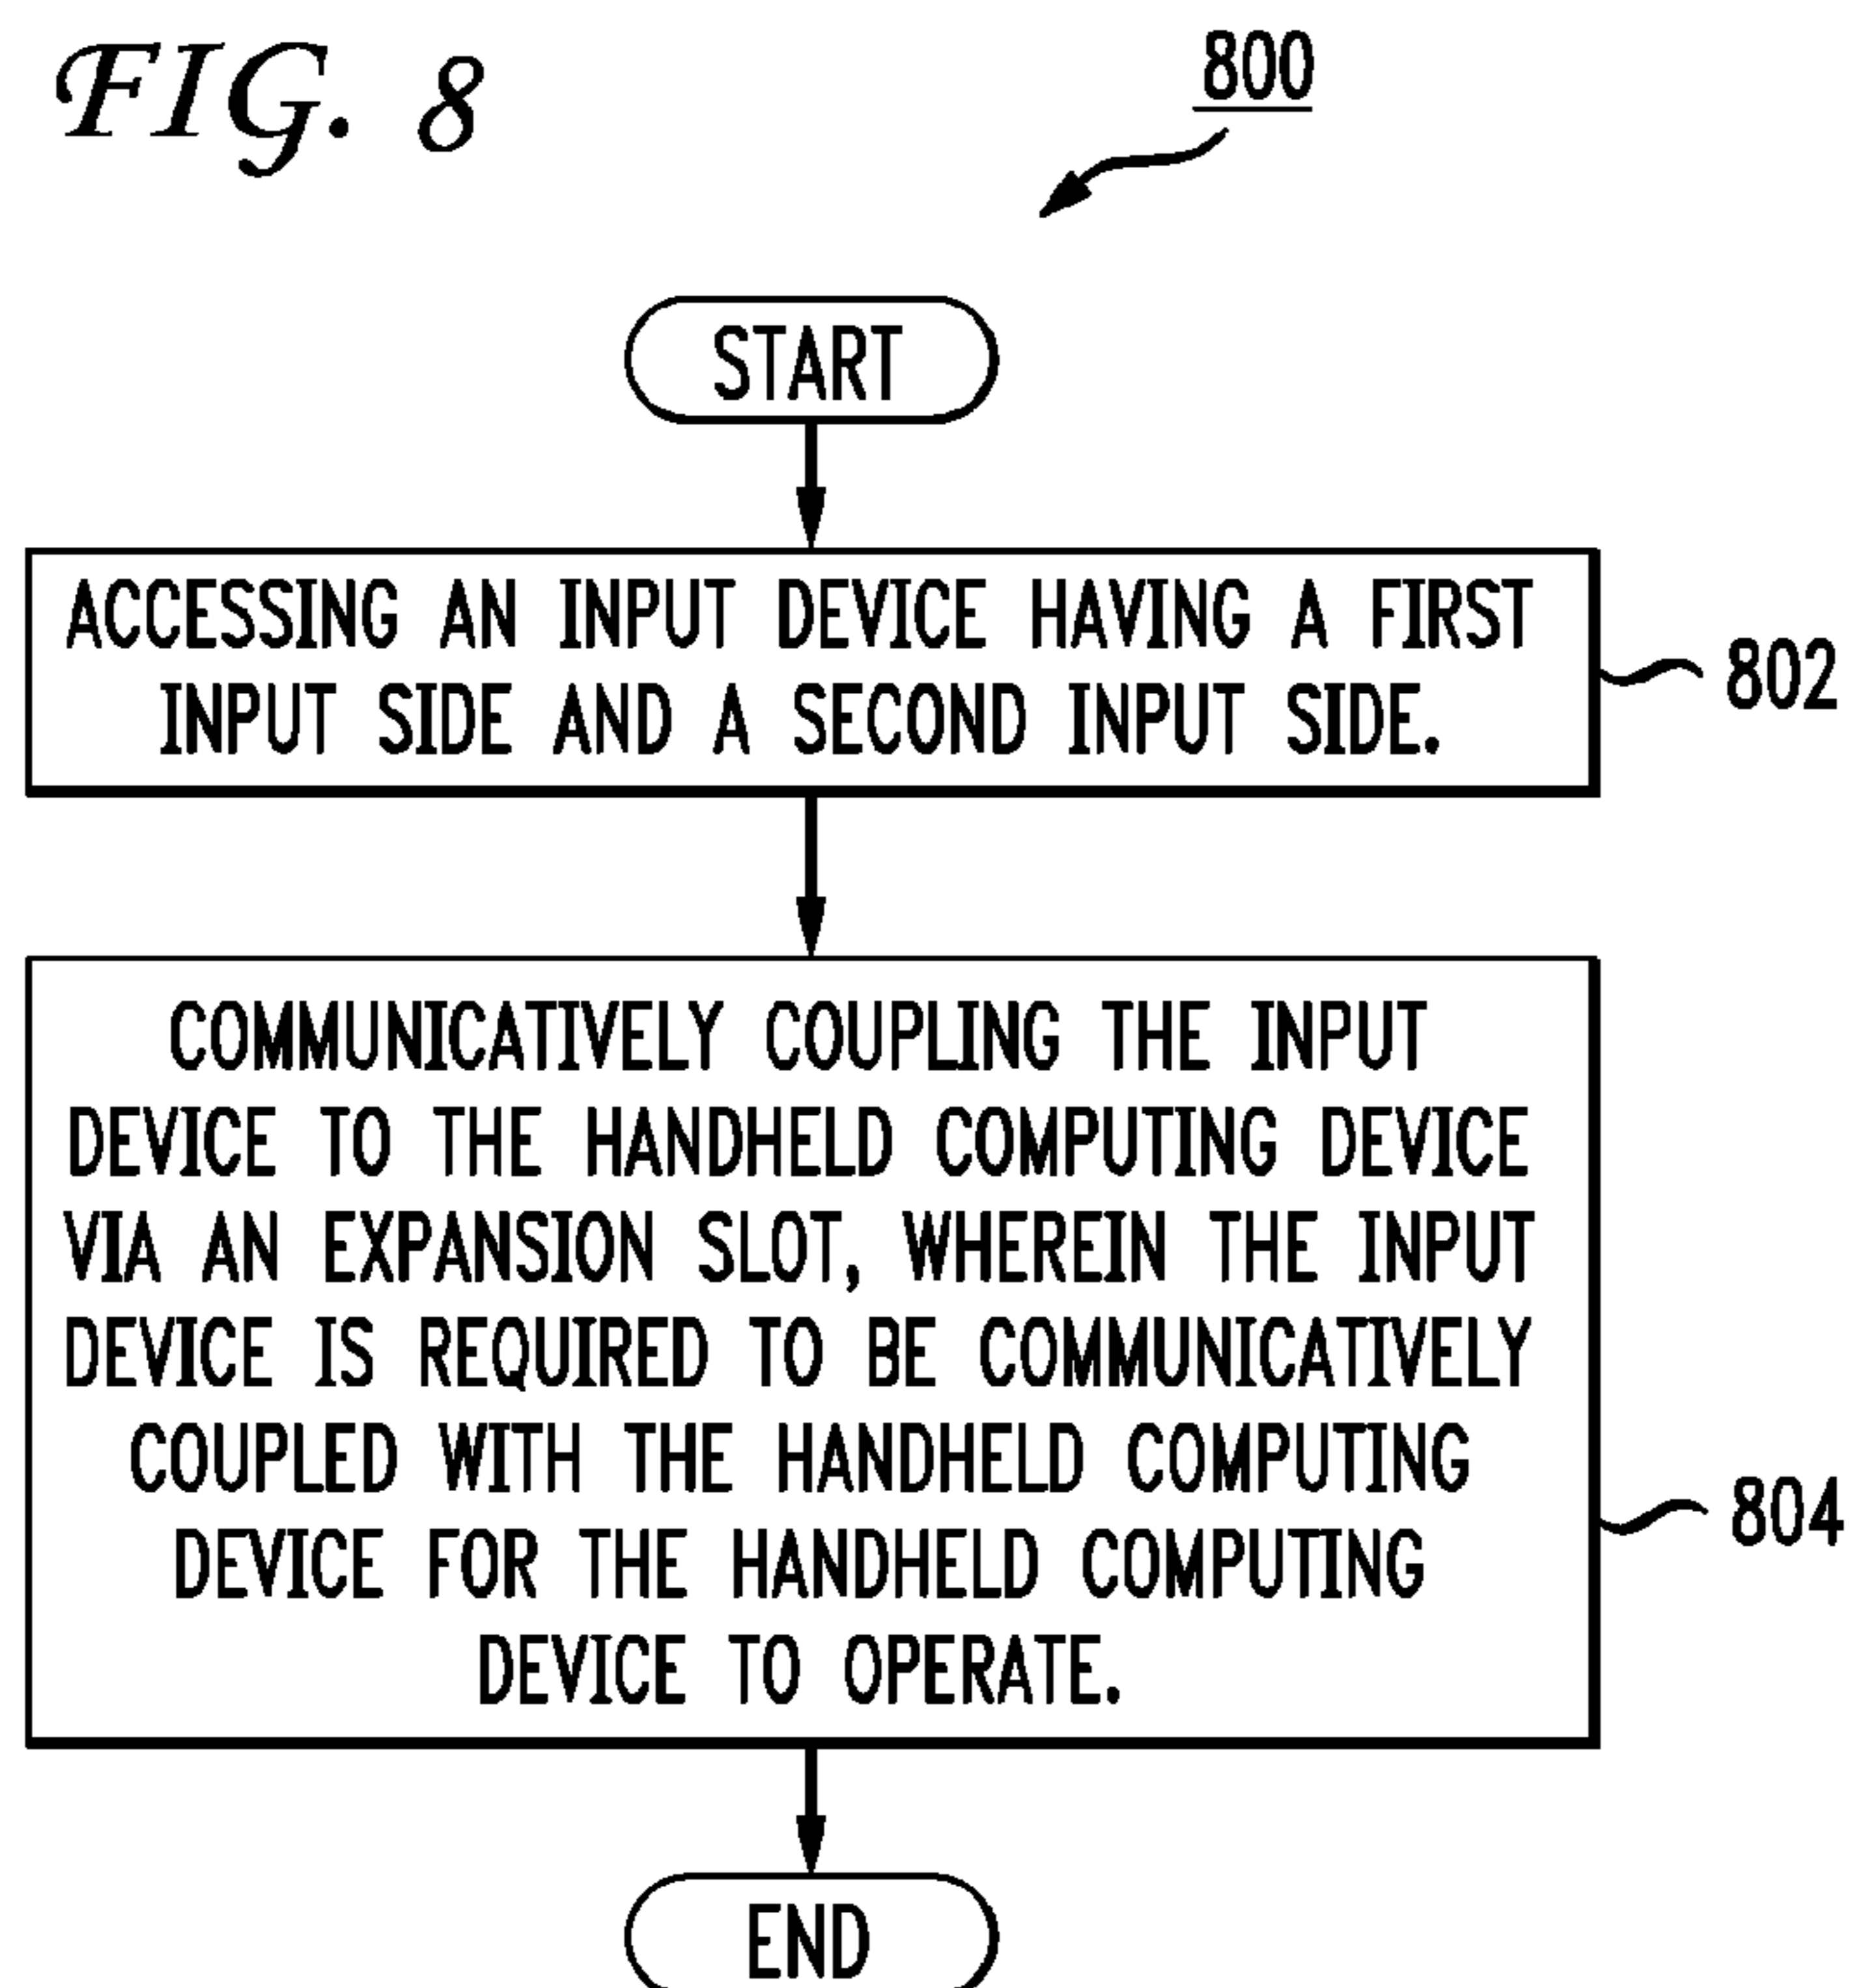 FIG. 8
800
START
ACCESSING AN INPUT DEVICE HAVING A FIRST
INPUT SIDE AND A SECOND INPUT SIDE.
802
COMMUNICATIVELY COUPLING THE INPUT
DEVICE TO THE HANDHELD COMPUTING DEVICE
VIA AN EXPANSION SLOT, WHEREIN THE INPUT
DEVICE IS REQUIRED TO BE COMMUNICATIVELY
COUPLED WITH THE HANDHELD COMPUTING
DEVICE FOR THE HANDHELD COMPUTING
DEVICE TO OPERATE.
804
END